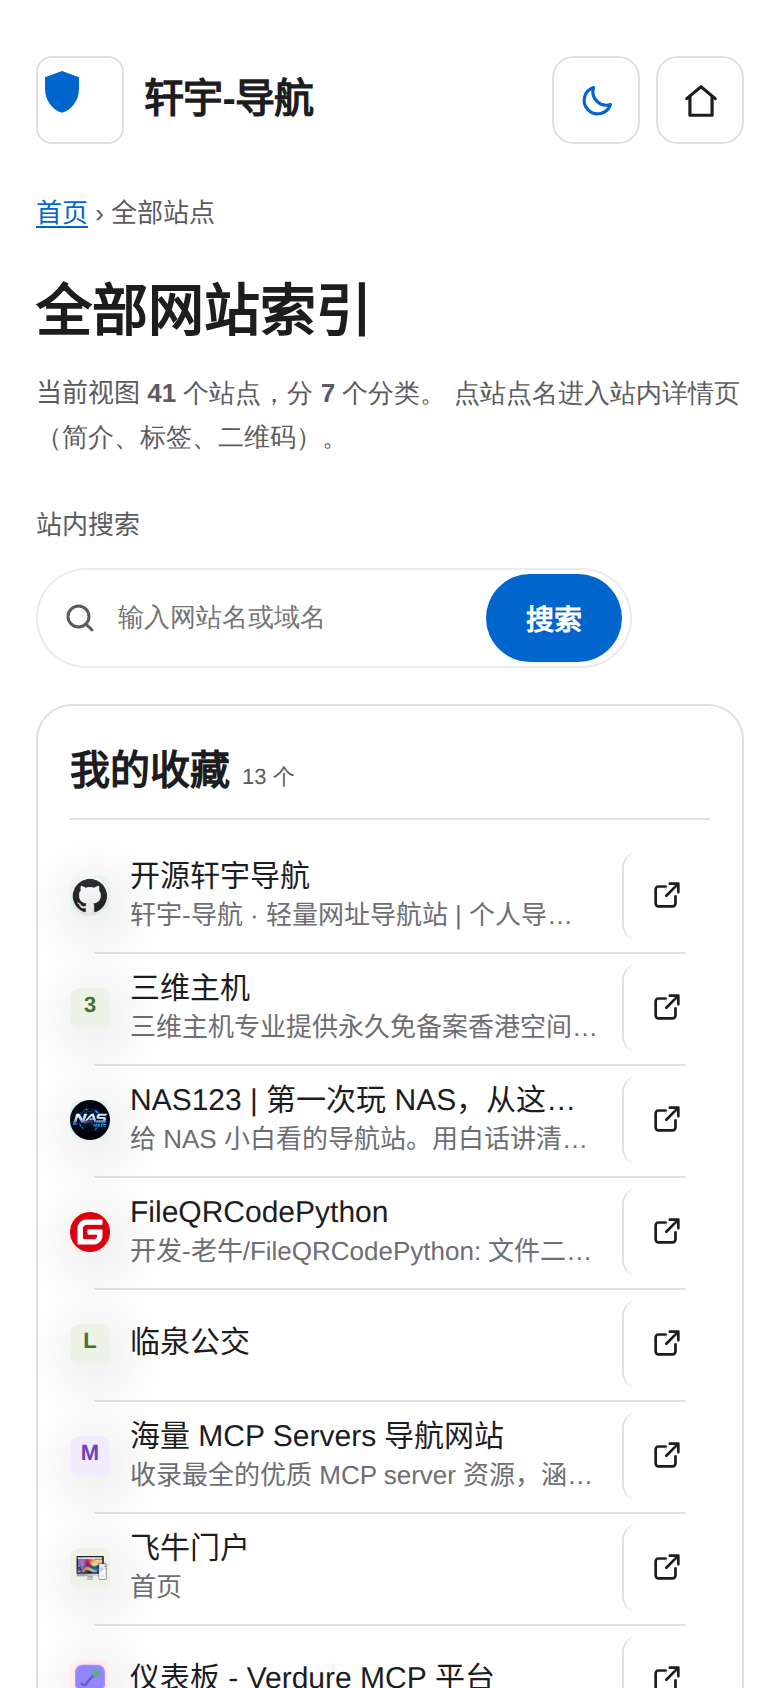 轩宇-导航
首页 › 全部站点
全部网站索引
当前视图 41 个站点，分 7 个分类。 点站点名进入站内详情页
（简介、标签、二维码）。
站内搜索
输入网站名或域名
搜索
我的收藏 13 个
开源轩宇导航
轩宇-导航 · 轻量网址导航站 | 个人导…
3
三维主机
三维主机专业提供永久免备案香港空间…
NAS
NAS123 | 第一次玩 NAS，从这…
给 NAS 小白看的导航站。用白话讲清…
G
FileQRCodePython
开发-老牛/FileQRCodePython: 文件二…
L
临泉公交
M
海量 MCP Servers 导航网站
收录最全的优质 MCP server 资源，涵…
飞牛门户
首页
仪表板 - Verdure MCP 平台